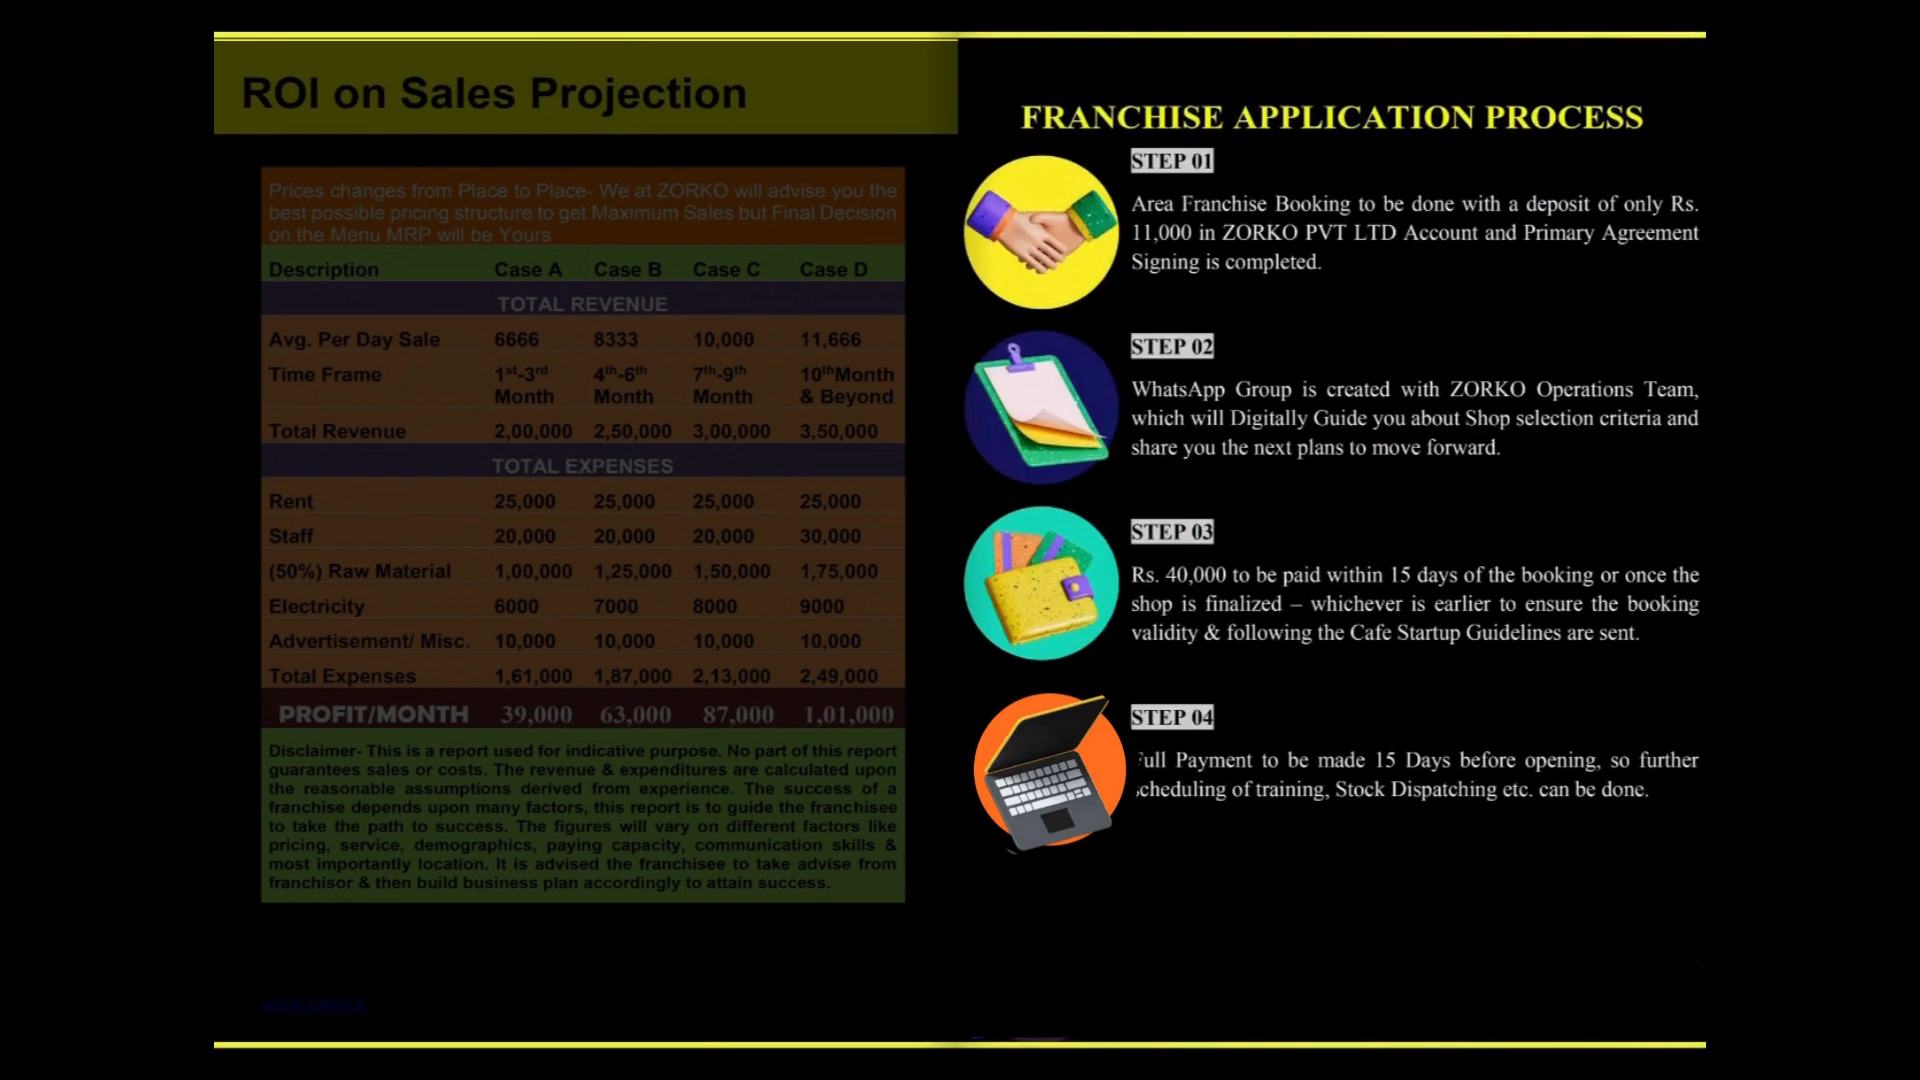 ROI on Sales Projection
Prices changes from Place to Place- We at ZORKO will advise you the
best possible pricing structure to get Maximum Sales but Final Decision
on the Menu MRP will be Yours
Description Case A Case B Case C Case D
TOTAL REVENUE
Avg. Per Day Sale 6666 8333 10,000 11,666
Time Frame 1st-3rd Month 4th-6th Month 7th-9th Month 10thMonth & Beyond
Total Revenue 2,00,000 2,50,000 3,00,000 3,50,000
TOTAL EXPENSES
Rent 25,000 25,000 25,000 25,000
Staff 20,000 20,000 20,000 30,000
(50%) Raw Material 1,00,000 1,25,000 1,50,000 1,75,000
Electricity 6000 7000 8000 9000
Advertisement/ Misc. 10,000 10,000 10,000 10,000
Total Expenses 1,61,000 1,87,000 2,13,000 2,49,000
PROFIT/MONTH 39,000 63,000 87,000 1,01,000
Disclaimer- This is a report used for indicative purpose. No part of this report
guarantees sales or costs. The revenue & expenditures are calculated upon
the reasonable assumptions derived from experience. The success of a
franchise depends upon many factors, this report is to guide the franchisee
to take the path to success. The figures will vary on different factors like
pricing, service, demographics, paying capacity, communication skills &
most importantly location. It is advised the franchisee to take advise from
franchisor & then build business plan accordingly to attain success.
FRANCHISE APPLICATION PROCESS
STEP 01
Area Franchise Booking to be done with a deposit of only Rs.
11,000 in ZORKO PVT LTD Account and Primary Agreement
Signing is completed.
STEP 02
WhatsApp Group is created with ZORKO Operations Team,
which will Digitally Guide you about Shop selection criteria and
share you the next plans to move forward.
STEP 03
Rs. 40,000 to be paid within 15 days of the booking or once the
shop is finalized – whichever is earlier to ensure the booking
validity & following the Cafe Startup Guidelines are sent.
STEP 04
Full Payment to be made 15 Days before opening, so further
scheduling of training, Stock Dispatching etc. can be done.